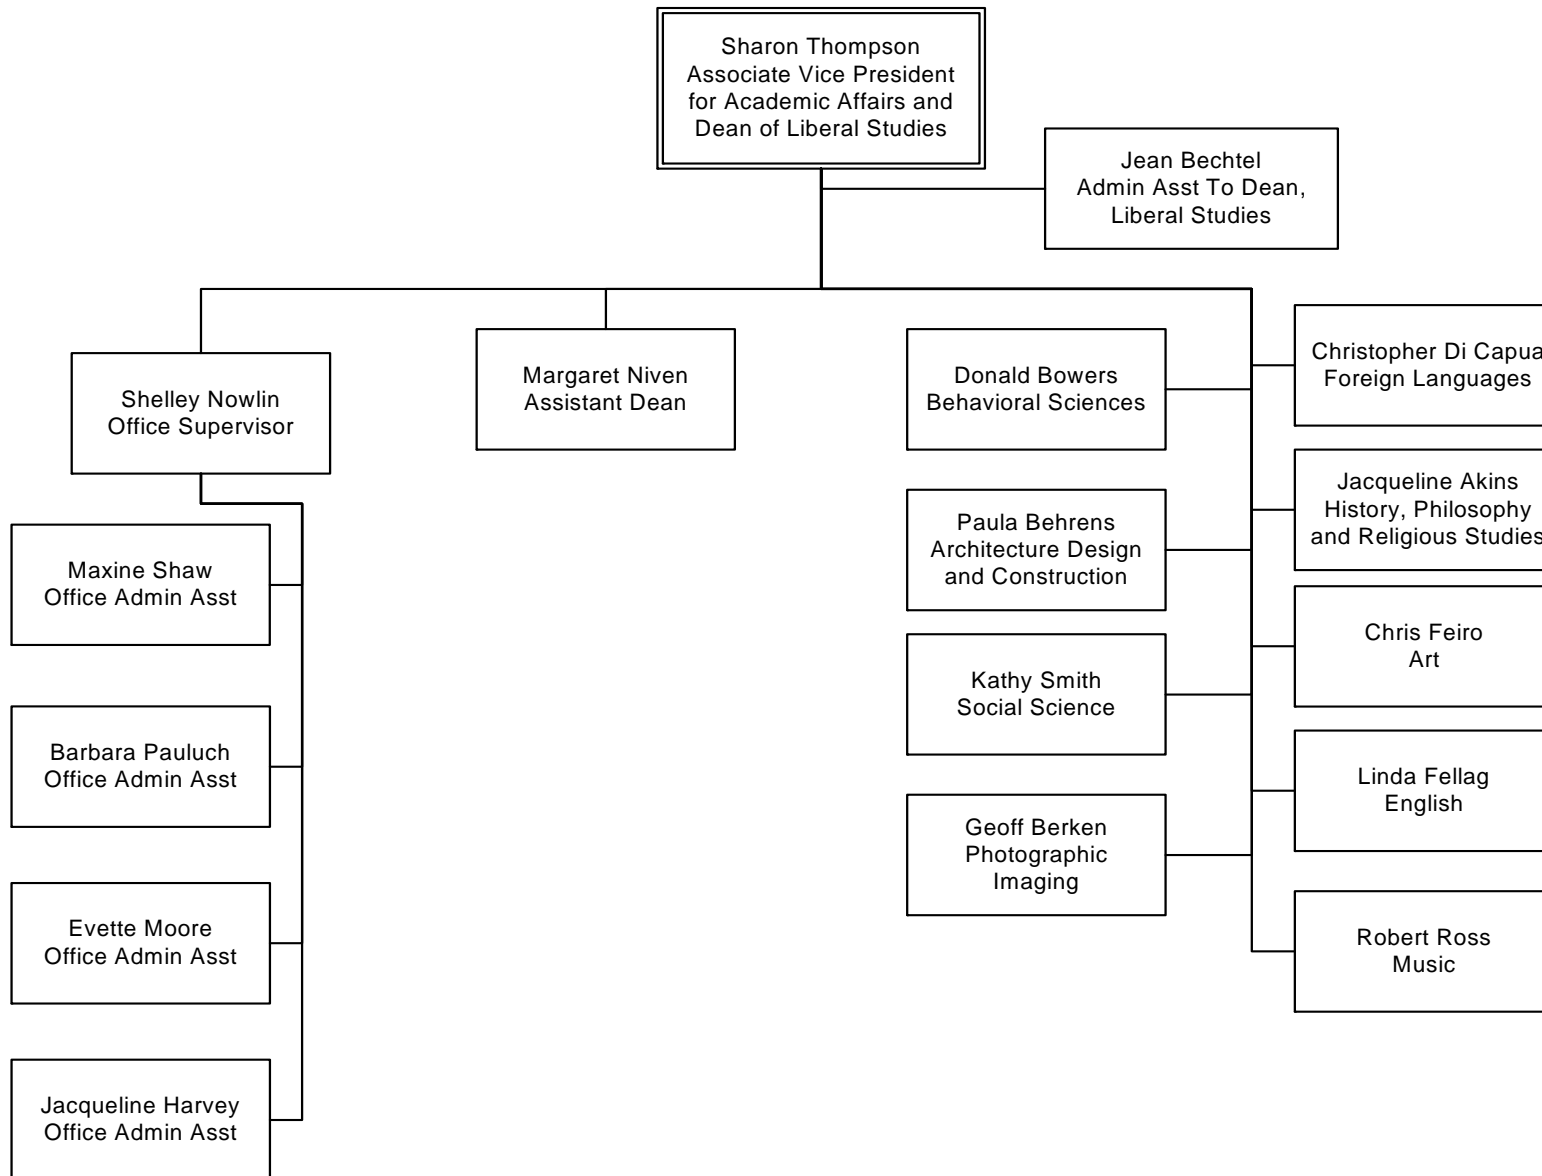 Sharon Thompson
Associate Vice President
for Academic Affairs and
Dean of Liberal Studies
Jean Bechtel
Admin Asst To Dean,
Liberal Studies
Shelley Nowlin
Office Supervisor
Margaret Niven
Assistant Dean
Maxine Shaw
Office Admin Asst
Barbara Pauluch
Office Admin Asst
Evette Moore
Office Admin Asst
Jacqueline Harvey
Office Admin Asst
Donald Bowers
Behavioral Sciences
Paula Behrens
Architecture Design
and Construction
Kathy Smith
Social Science
Geoff Berken
Photographic
Imaging
Christopher Di Capua
Foreign Languages
Jacqueline Akins
History, Philosophy
and Religious Studies
Chris Feiro
Art
Linda Fellag
English
Robert Ross
Music